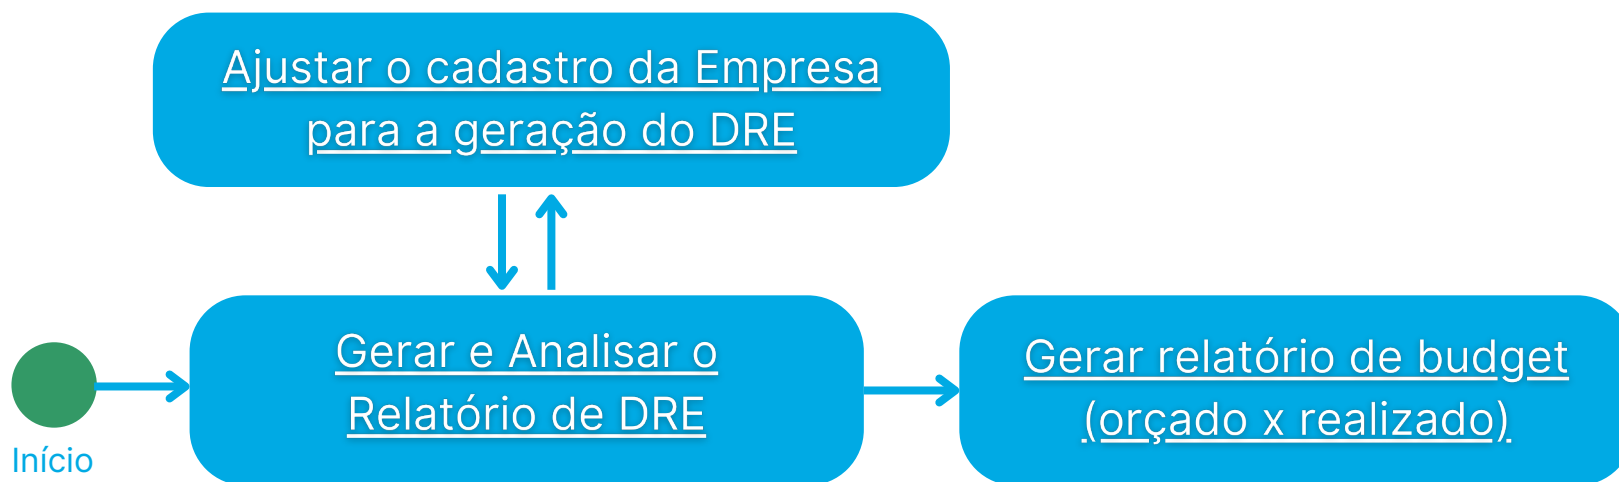 Ajustar o cadastro da Empresa
para a geração do DRE
Gerar e Analisar o
Relatório de DRE
Gerar relatório de budget
(orçado x realizado)
Início